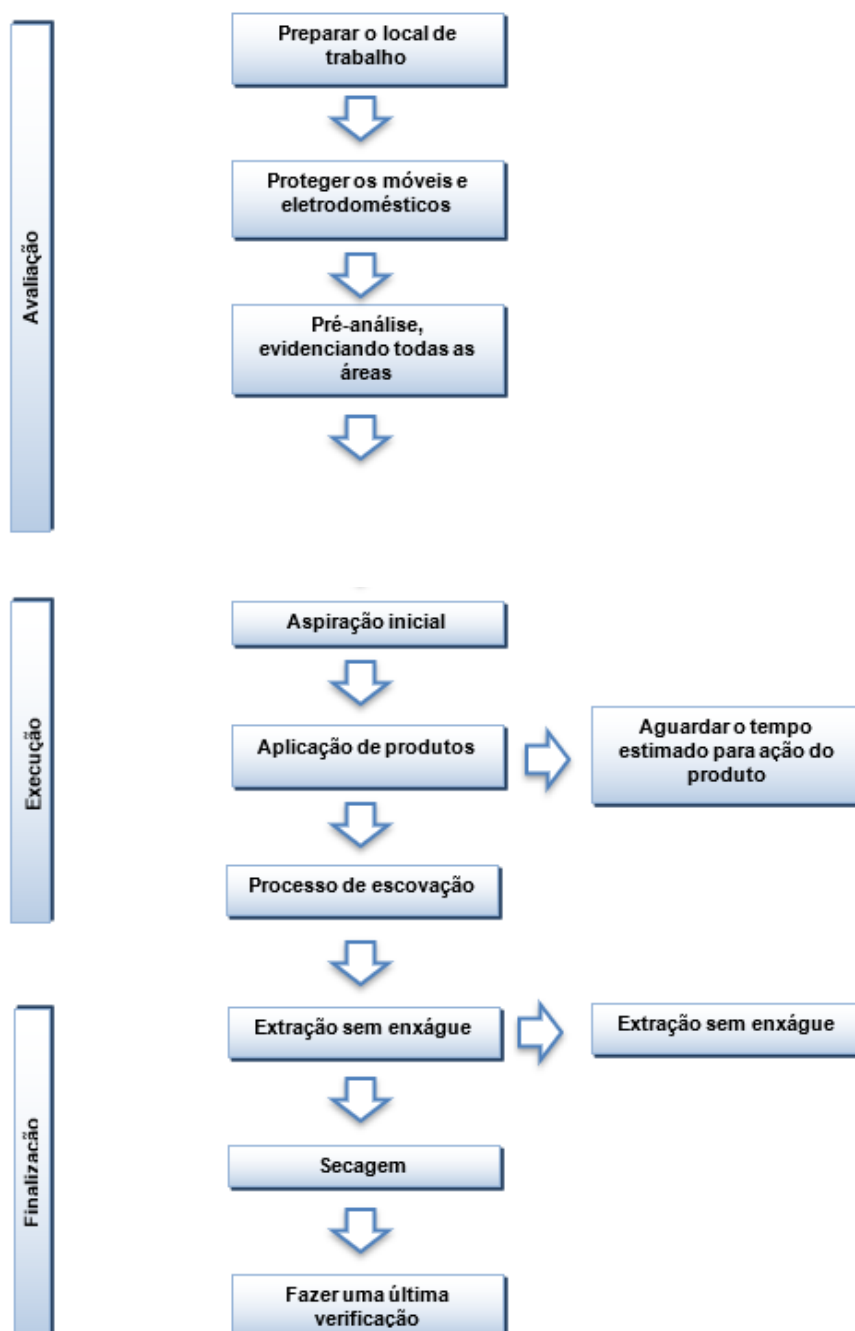 Preparar o local de
trabalho
Proteger os móveis e
eletrodomésticos
Avaliação
Pré-análise,
evidenciando todas as
áreas
Aspiração inicial
Execução
Aplicação de produtos
Aguardar o tempo
estimado para ação do
produto
Processo de escovação
Extração sem enxágue
Extração sem enxágue
Finalização
Secagem
Fazer uma última
verificação